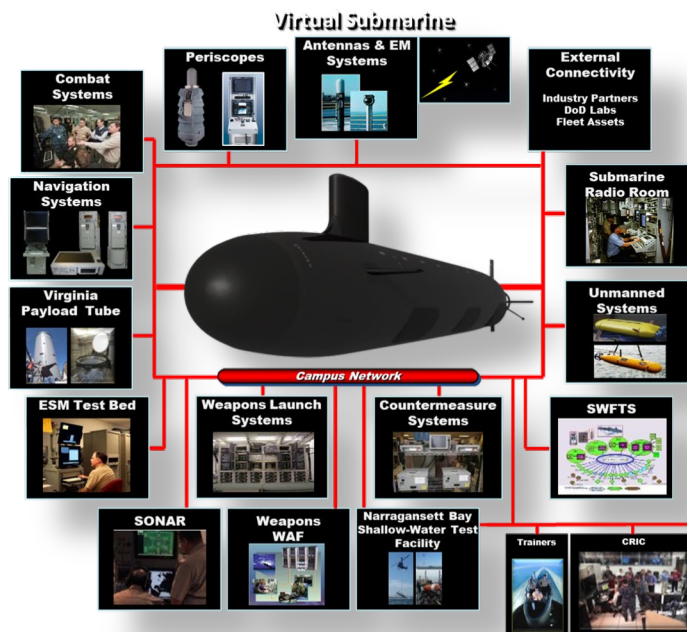 Virtual Submarine
Combat
Systems
Periscopes
Antennas & EM
Systems
External
Connectivity
Industry Partners
DoD Labs
Fleet Assets
Navigation
Systems
Submarine
Radio Room
Virginia
Payload Tube
Unmanned
Systems
Campus Network
ESM Test Bed
Weapons Launch
Systems
Countermeasure
Systems
SWFTS
SONAR
Weapons
WAF
Narragansett Bay
Shallow-Water Test
Facility
Trainers
CRIC